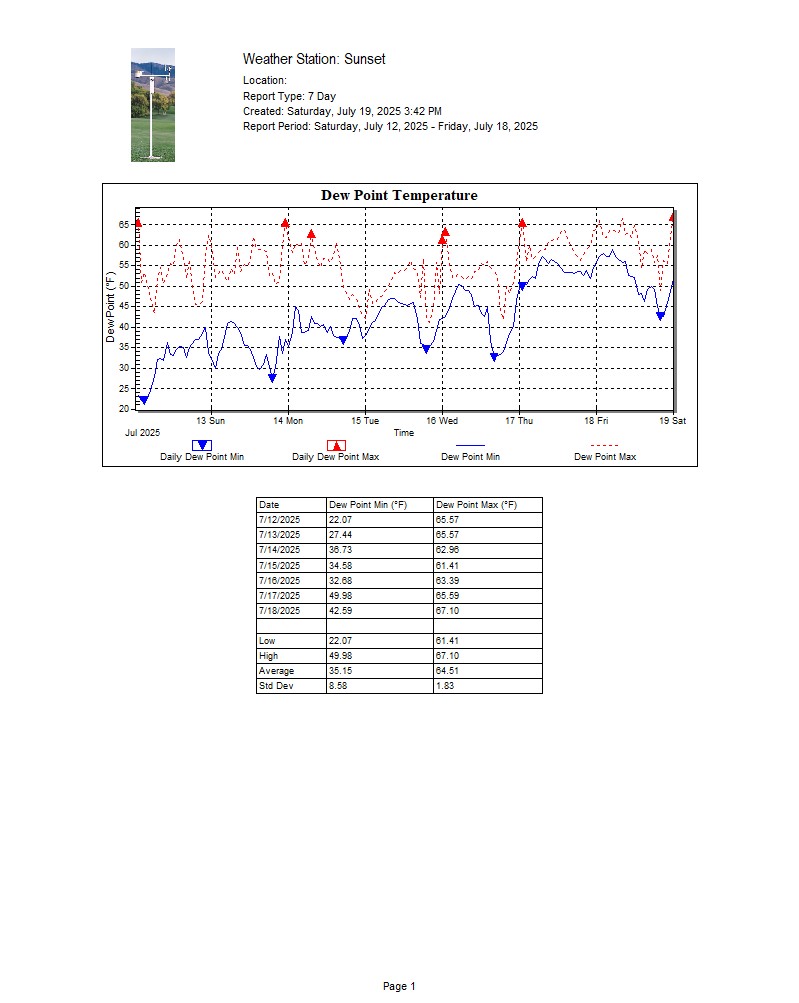 Weather Station: Sunset
Location:
Report Type: 7 Day
Created: Saturday, July 19, 2025 3:42 PM
Report Period: Saturday, July 12, 2025 - Friday, July 18, 2025
Dew Point Temperature
Dew Point (°F)
65
60
55
50
45
40
35
30
25
20
13 Sun 14 Mon 15 Tue 16 Wed 17 Thu 18 Fri 19 Sat
Jul 2025 Time
Daily Dew Point Min Daily Dew Point Max Dew Point Min Dew Point Max
Date Dew Point Min (°F) Dew Point Max (°F)
7/12/2025 22.07 65.57
7/13/2025 27.44 65.57
7/14/2025 36.73 62.96
7/15/2025 34.58 61.41
7/16/2025 32.68 63.39
7/17/2025 49.98 65.59
7/18/2025 42.59 67.10
Low 22.07 61.41
High 49.98 67.10
Average 35.15 64.51
Std Dev 8.58 1.83
Page 1